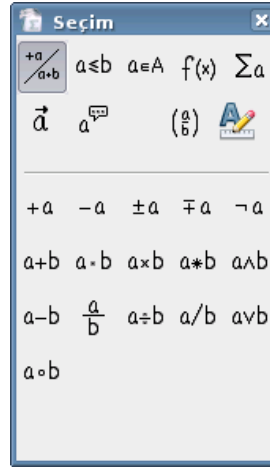 Seçim
+a/a+b a≤b a∈A f(x) Σa
a⃗ a (a/b)
+a −a ±a ∓a ¬a
a+b a·b a×b a∗b a∧b
a−b a/b a÷b a/b a∨b
a∘b